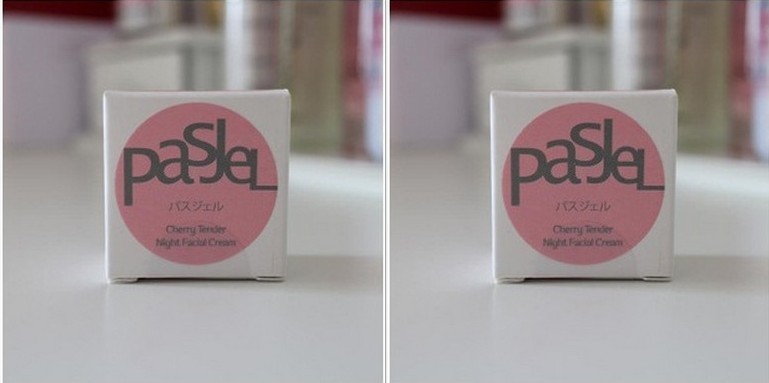 pasJeL
パスジェル
Cherry Tender
Night Facial Cream
pasJeL
パスジェル
Cherry Tender
Night Facial Cream